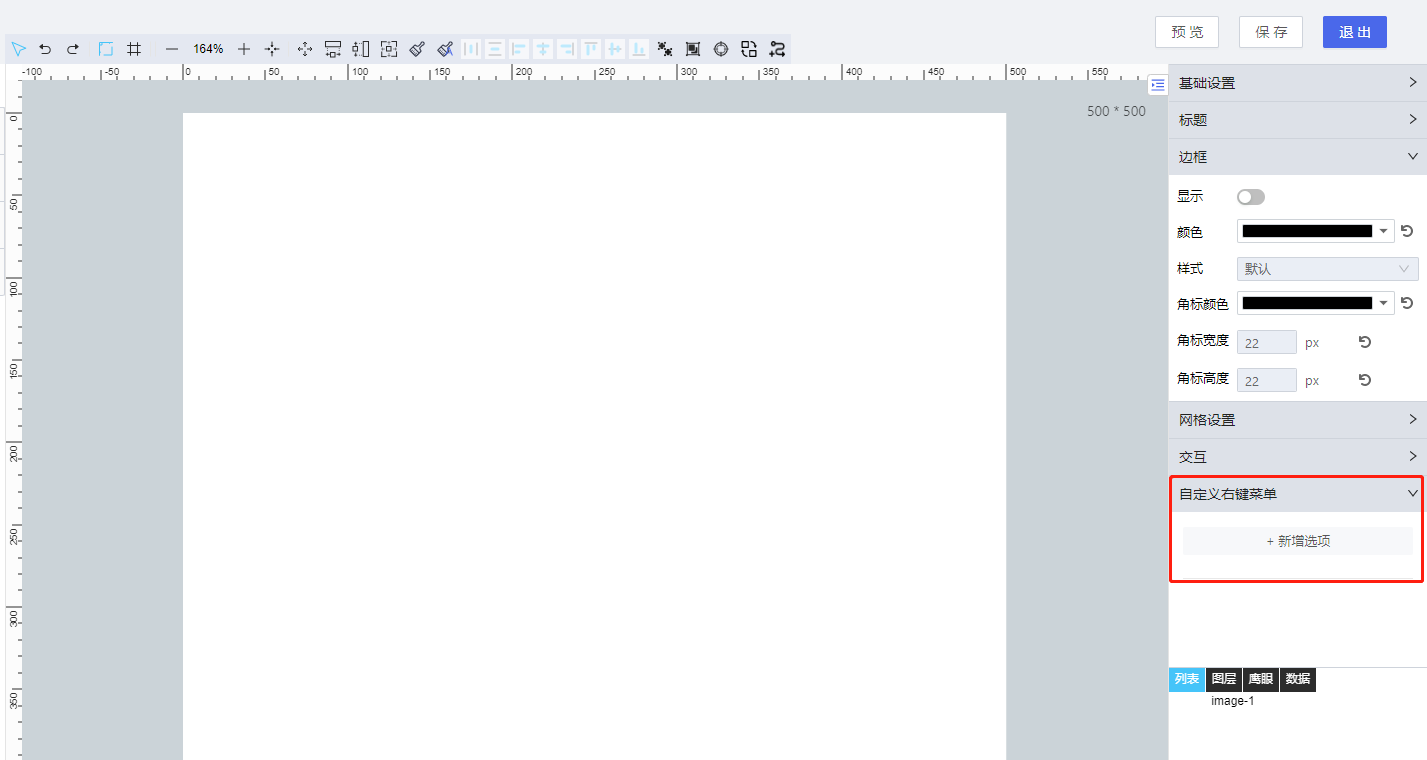 预 览 保 存 退 出
164%
-100 -50 0 50 100 150 200 250 300 350 400 450 500 550
500 * 500
0
50
100
150
200
250
300
350
基础设置
标题
边框
显示
颜色
样式 默认
角标颜色
角标宽度 22 px
角标高度 22 px
网格设置
交互
自定义右键菜单
+ 新增选项
列表 图层 鹰眼 数据
image-1